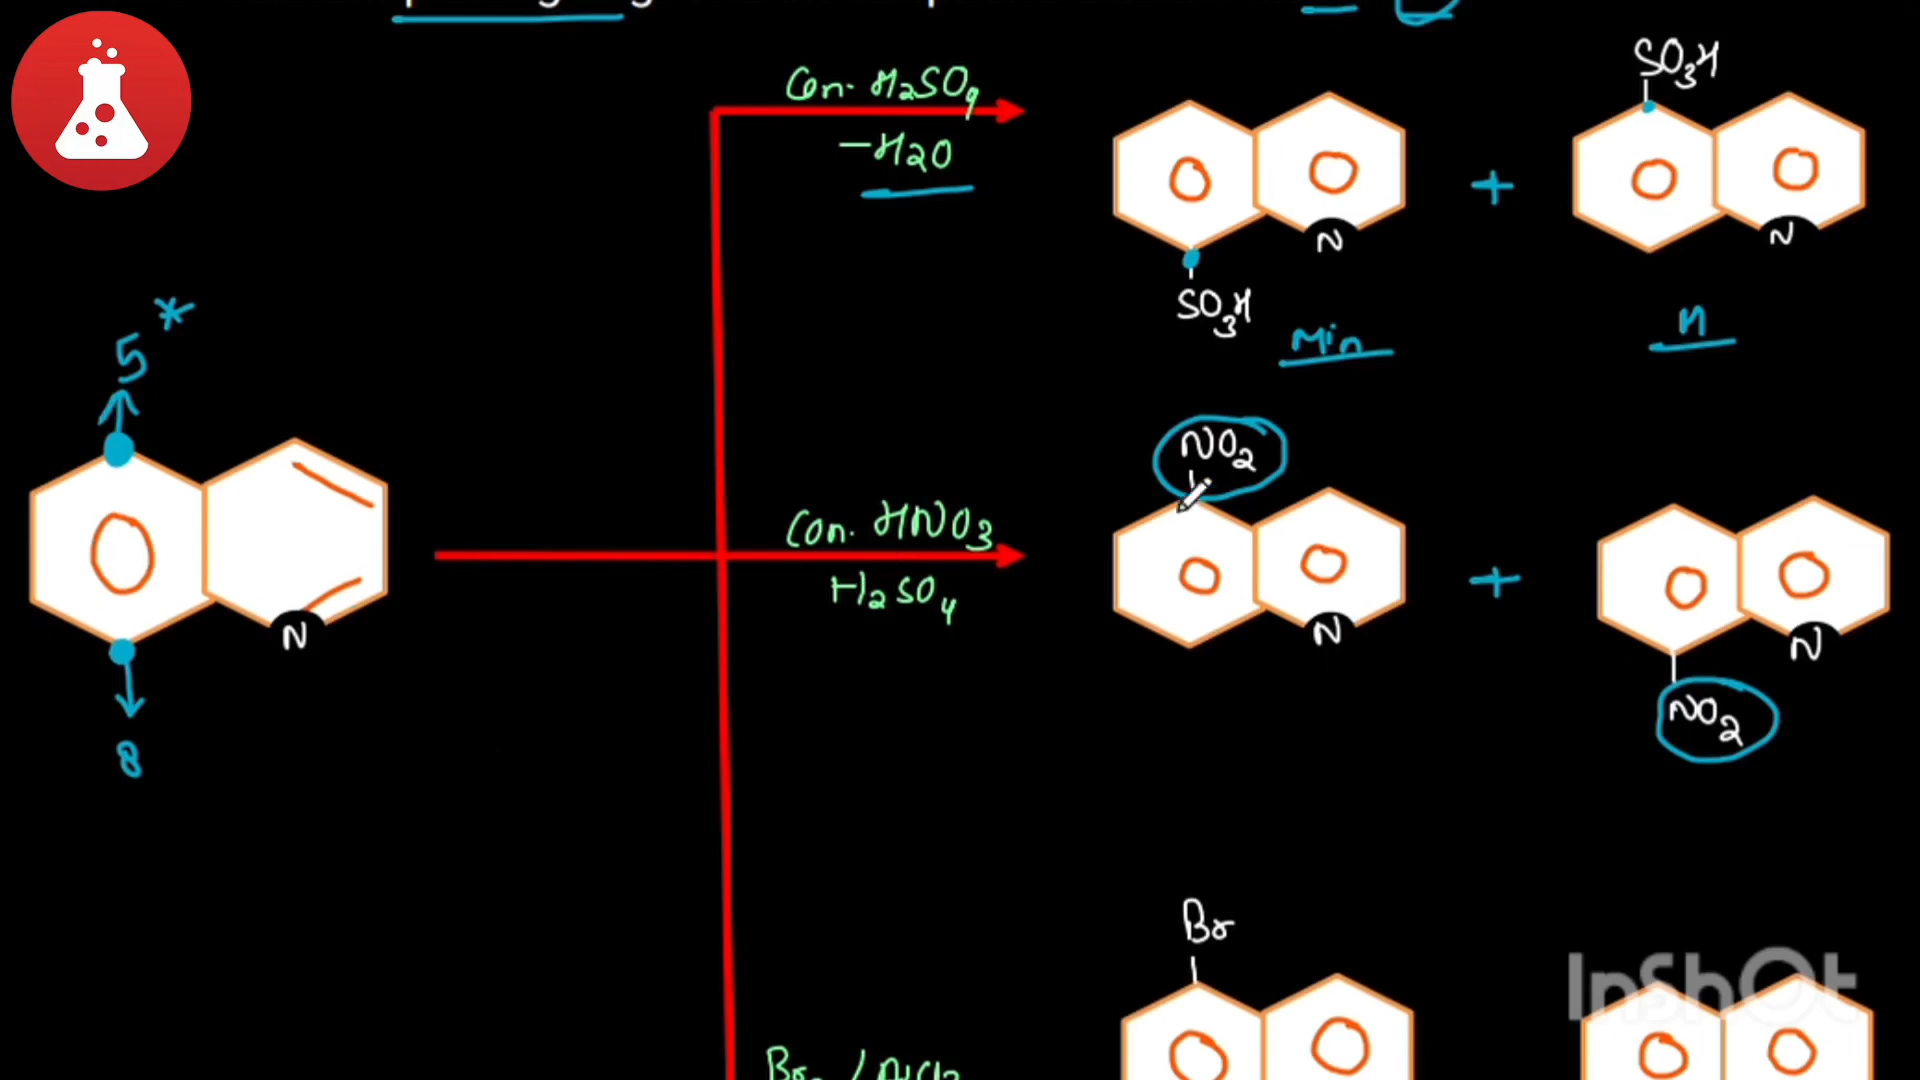 SO3H
Con. H2SO4
-H2O
N
+
N
SO3H
Min
M
5 *
NO2
Con. HNO3
H2SO4
N
+
N
N
NO2
8
Br
InShOt